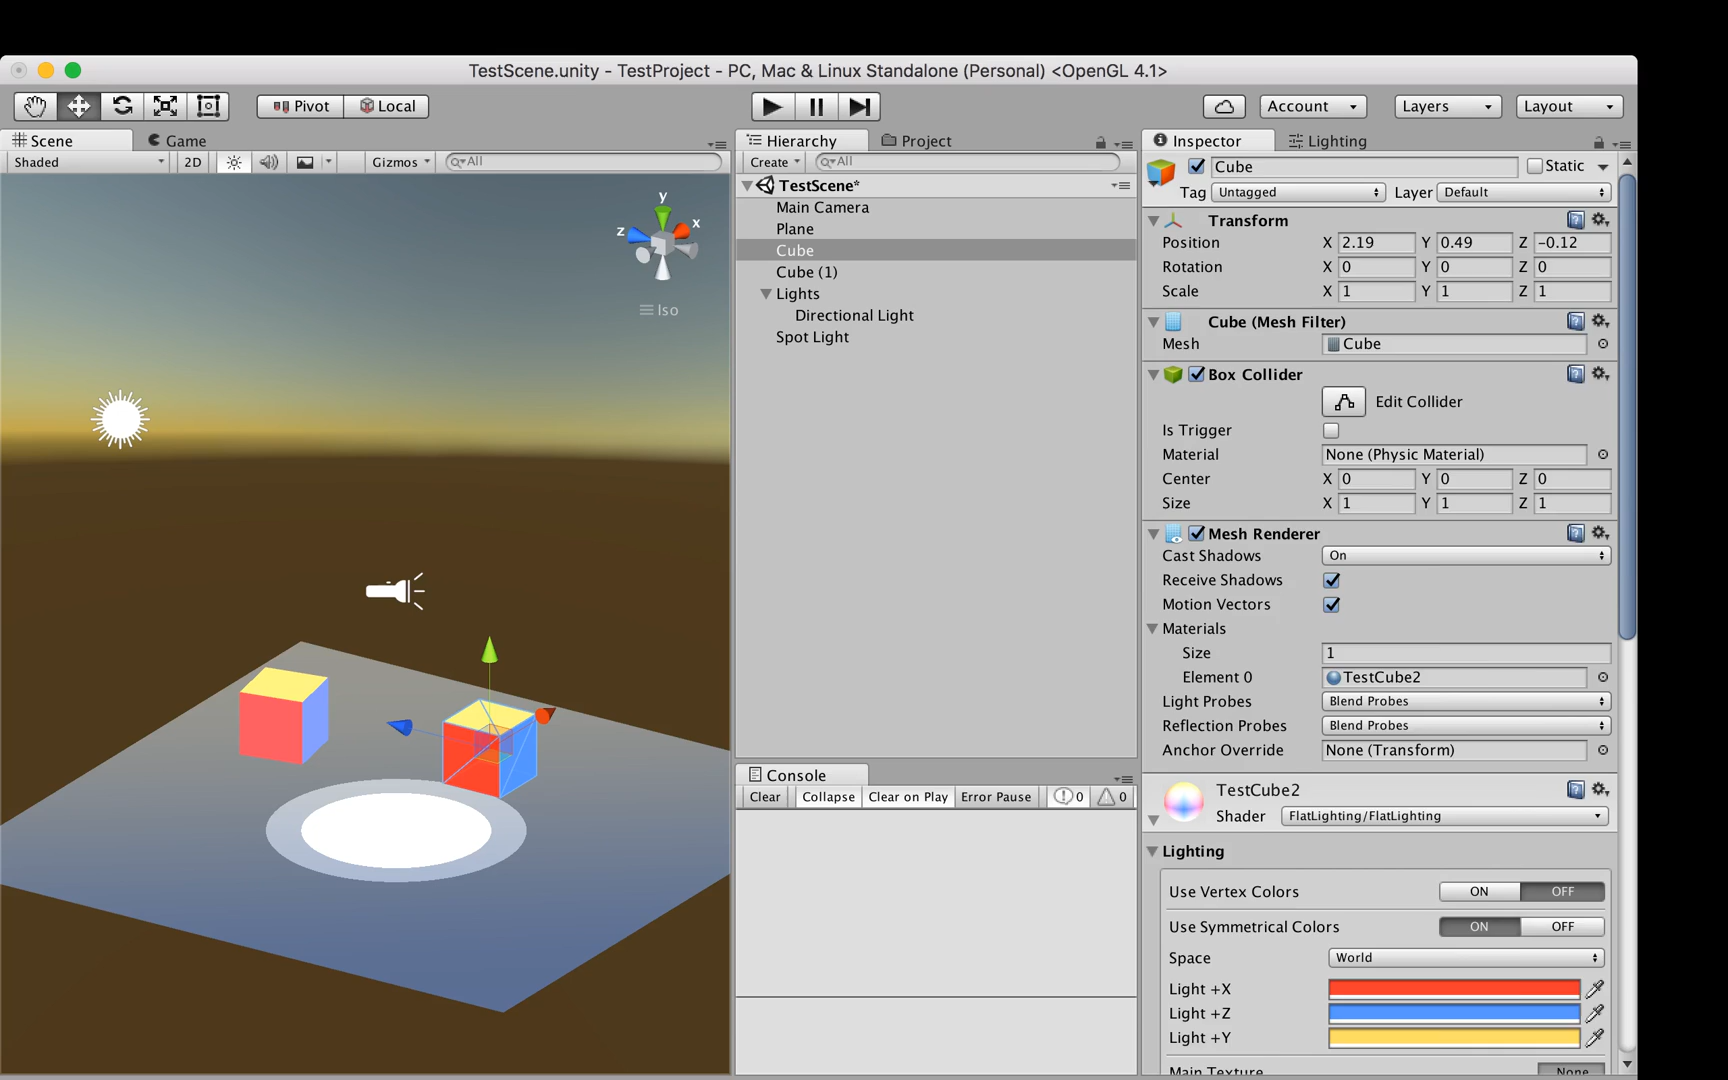 TestScene.unity - TestProject - PC, Mac & Linux Standalone (Personal) <OpenGL 4.1>
Pivot Local Account Layers Layout
Scene Game
Shaded 2D Gizmos All
y
z x
Iso
Hierarchy Project
Create All
TestScene*
Main Camera
Plane
Cube
Cube (1)
Lights
Directional Light
Spot Light
Console
Clear Collapse Clear on Play Error Pause 0 0
Inspector Lighting
Cube Static
Tag Untagged Layer Default
Transform
Position X 2.19 Y 0.49 Z -0.12
Rotation X 0 Y 0 Z 0
Scale X 1 Y 1 Z 1
Cube (Mesh Filter)
Mesh Cube
Box Collider
Edit Collider
Is Trigger
Material None (Physic Material)
Center X 0 Y 0 Z 0
Size X 1 Y 1 Z 1
Mesh Renderer
Cast Shadows On
Receive Shadows
Motion Vectors
Materials
Size 1
Element 0 TestCube2
Light Probes Blend Probes
Reflection Probes Blend Probes
Anchor Override None (Transform)
TestCube2
Shader FlatLighting/FlatLighting
Lighting
Use Vertex Colors ON OFF
Use Symmetrical Colors ON OFF
Space World
Light +X
Light +Z
Light +Y
Main Texture None